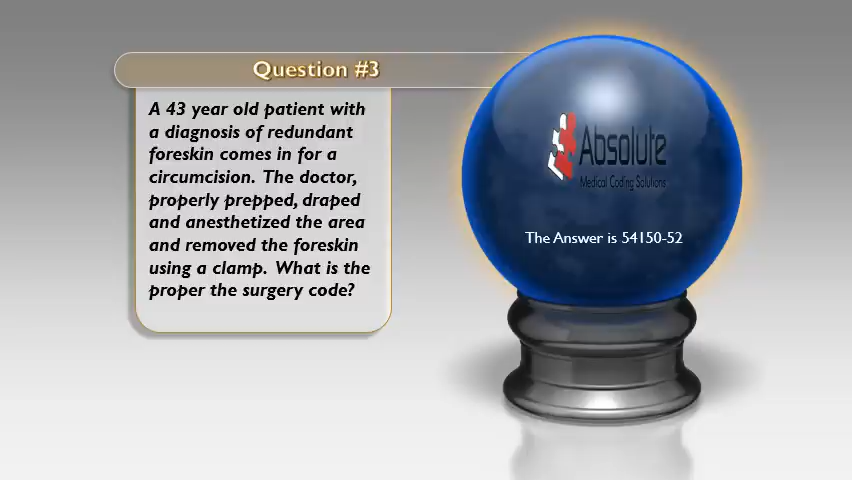 Question #3
A 43 year old patient with
a diagnosis of redundant
foreskin comes in for a
circumcision. The doctor,
properly prepped, draped
and anesthetized the area
and removed the foreskin
using a clamp. What is the
proper the surgery code?
Absolute
Medical Coding Solutions
The Answer is 54150-52